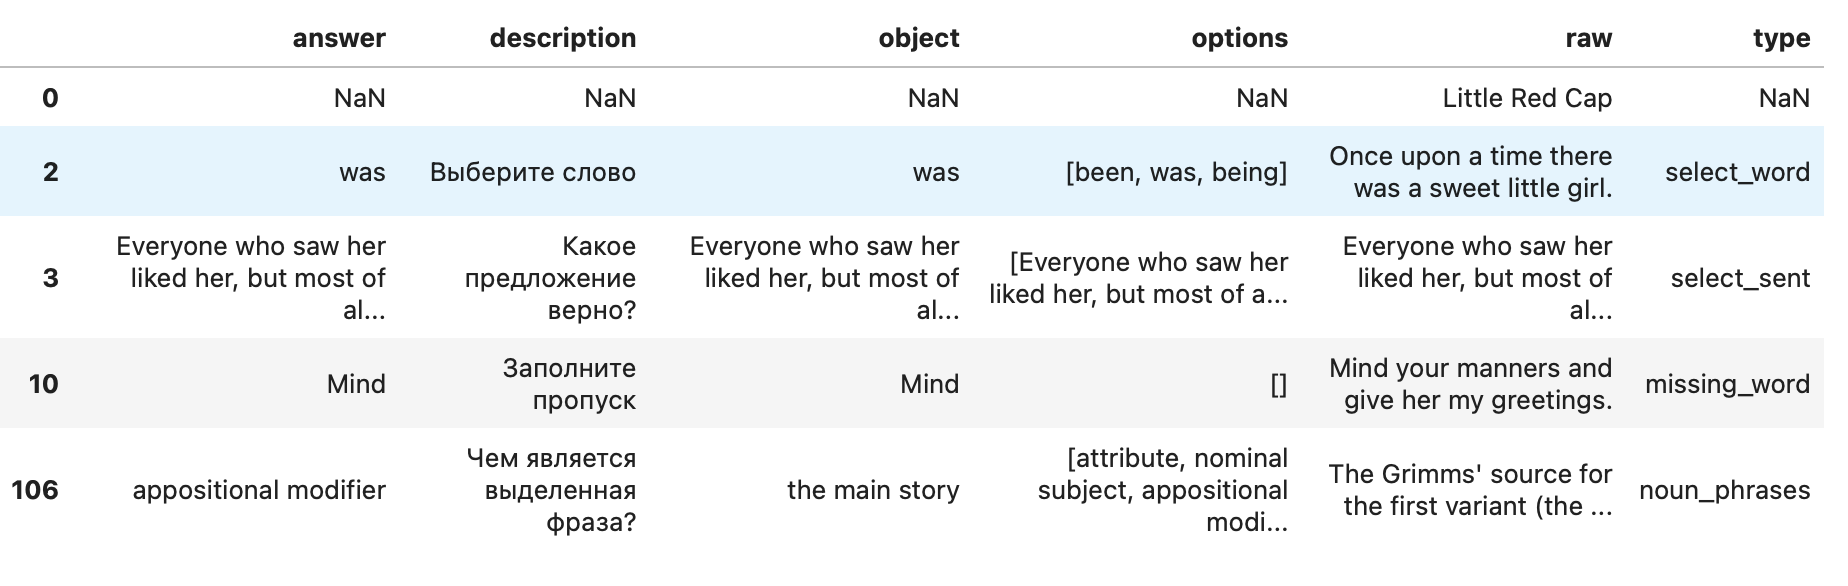 answer description object options raw type
0 NaN NaN NaN NaN Little Red Cap NaN
2 was Выберите слово was [been, was, being] Once upon a time there was a sweet little girl. select_word
3 Everyone who saw her liked her, but most of al... Какое предложение верно? Everyone who saw her liked her, but most of al... [Everyone who saw her liked her, but most of a... Everyone who saw her liked her, but most of al... select_sent
10 Mind Заполните пропуск Mind [] Mind your manners and give her my greetings. missing_word
106 appositional modifier Чем является выделенная фраза? the main story [attribute, nominal subject, appositional modi... The Grimms' source for the first variant (the ... noun_phrases